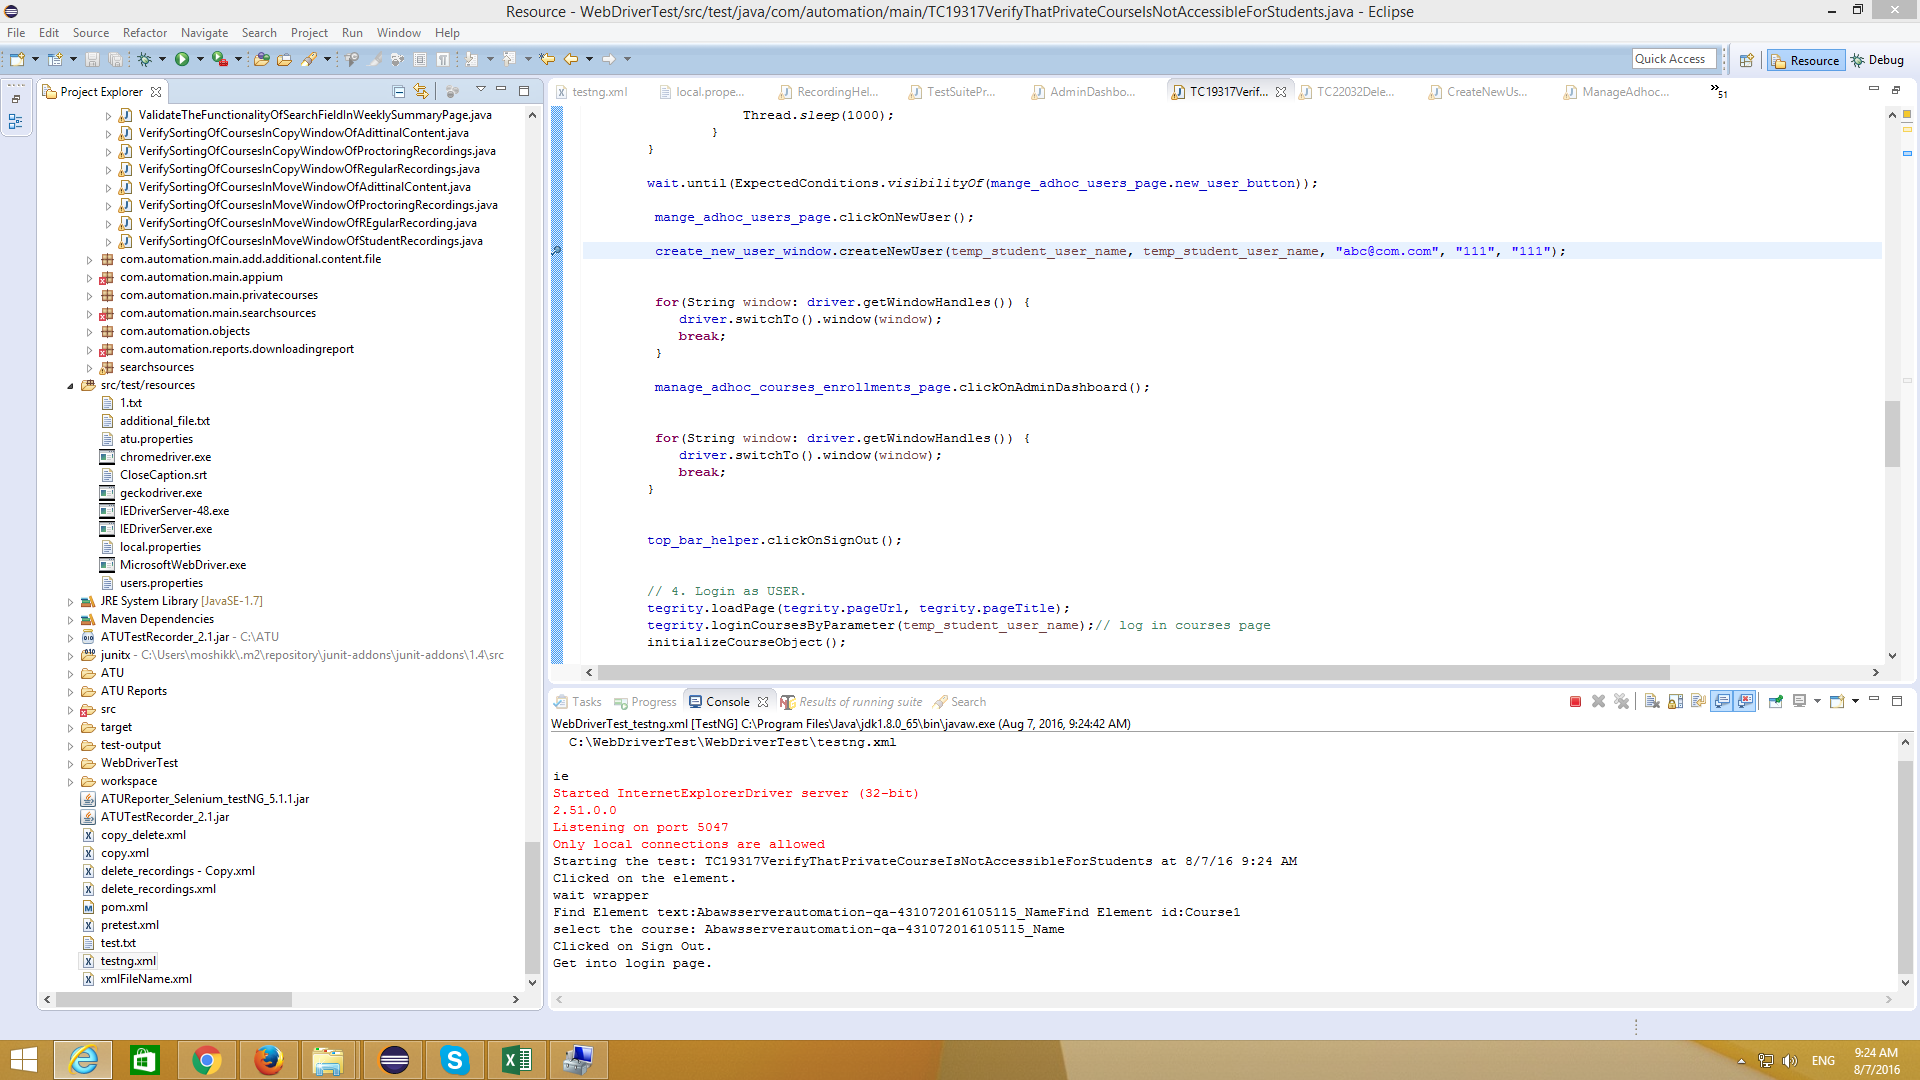 Resource - WebDriverTest/src/test/java/com/automation/main/TC19317VerifyThatPrivateCourseIsNotAccessibleForStudents.java - Eclipse
File Edit Source Refactor Navigate Search Project Run Window Help
Quick Access Resource Debug
Project Explorer
ValidateTheFunctionalityOfSearchFieldInWeeklySummaryPage.java
VerifySortingOfCoursesInCopyWindowOfAdittinalContent.java
VerifySortingOfCoursesInCopyWindowOfProctoringRecordings.java
VerifySortingOfCoursesInCopyWindowOfRegularRecordings.java
VerifySortingOfCoursesInMoveWindowOfAdittinalContent.java
VerifySortingOfCoursesInMoveWindowOfProctoringRecordings.java
VerifySortingOfCoursesInMoveWindowOfREgularRecording.java
VerifySortingOfCoursesInMoveWindowOfStudentRecordings.java
com.automation.main.add.additional.content.file
com.automation.main.appium
com.automation.main.privatecourses
com.automation.main.searchsources
com.automation.objects
com.automation.reports.downloadingreport
searchsources
src/test/resources
1.txt
additional_file.txt
atu.properties
chromedriver.exe
CloseCaption.srt
geckodriver.exe
IEDriverServer-48.exe
IEDriverServer.exe
local.properties
MicrosoftWebDriver.exe
users.properties
JRE System Library [JavaSE-1.7]
Maven Dependencies
ATUTestRecorder_2.1.jar - C:\ATU
junitx - C:\Users\moshikk\.m2\repository\junit-addons\junit-addons\1.4\src
ATU
ATU Reports
src
target
test-output
WebDriverTest
workspace
ATUReporter_Selenium_testNG_5.1.1.jar
ATUTestRecorder_2.1.jar
copy_delete.xml
copy.xml
delete_recordings - Copy.xml
delete_recordings.xml
pom.xml
pretest.xml
test.txt
testng.xml
xmlFileName.xml
testng.xml local.prope... RecordingHel... TestSuitePr... AdminDashbo... TC19317Verif... TC22032Dele... CreateNewUs... ManageAdhoc... »51
Thread.sleep(1000);
}
}
wait.until(ExpectedConditions.visibilityOf(mange_adhoc_users_page.new_user_button));
mange_adhoc_users_page.clickOnNewUser();
create_new_user_window.createNewUser(temp_student_user_name, temp_student_user_name, "abc@com.com", "111", "111");
for(String window: driver.getWindowHandles()) {
driver.switchTo().window(window);
break;
}
manage_adhoc_courses_enrollments_page.clickOnAdminDashboard();
for(String window: driver.getWindowHandles()) {
driver.switchTo().window(window);
break;
}
top_bar_helper.clickOnSignOut();
// 4. Login as USER.
tegrity.loadPage(tegrity.pageUrl, tegrity.pageTitle);
tegrity.loginCoursesByParameter(temp_student_user_name);// log in courses page
initializeCourseObject();
Tasks Progress Console Results of running suite Search
WebDriverTest_testng.xml [TestNG] C:\Program Files\Java\jdk1.8.0_65\bin\javaw.exe (Aug 7, 2016, 9:24:42 AM)
C:\WebDriverTest\WebDriverTest\testng.xml
ie
Started InternetExplorerDriver server (32-bit)
2.51.0.0
Listening on port 5047
Only local connections are allowed
Starting the test: TC19317VerifyThatPrivateCourseIsNotAccessibleForStudents at 8/7/16 9:24 AM
Clicked on the element.
wait wrapper
Find Element text:Abawsserverautomation-qa-431072016105115_NameFind Element id:Course1
select the course: Abawsserverautomation-qa-431072016105115_Name
Clicked on Sign Out.
Get into login page.
ENG
9:24 AM
8/7/2016